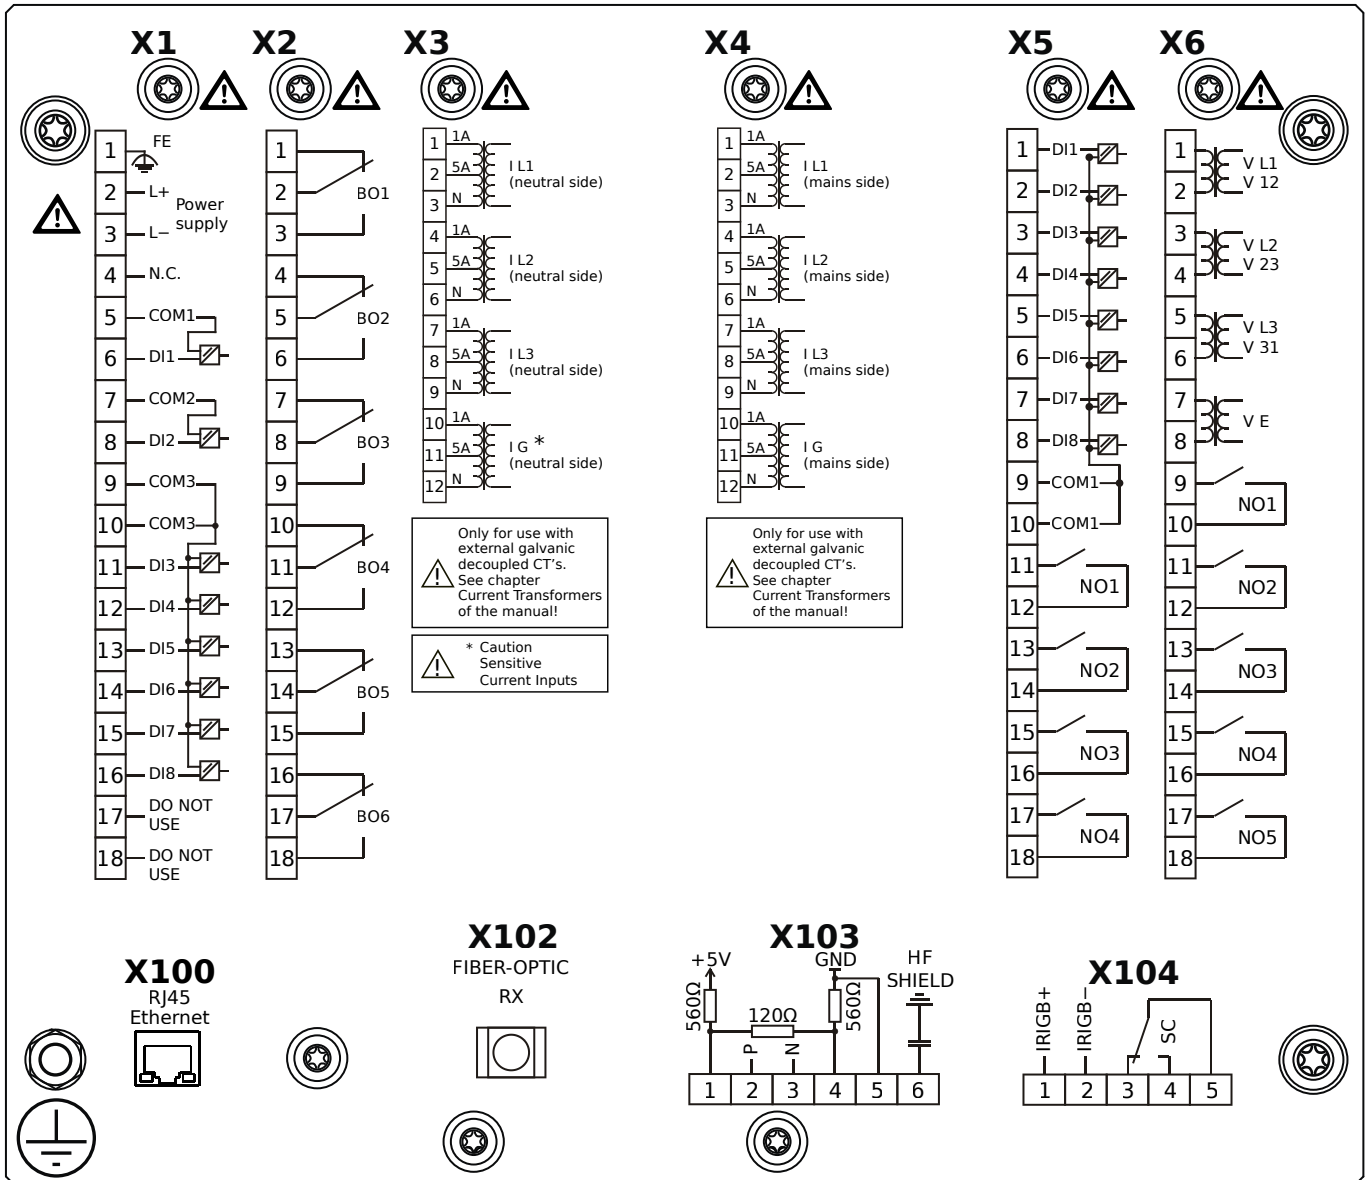 X1
X2
X3
X4
X5
X6
1
FE
2
L+
Power
supply
3
L−
4
N.C.
5
COM1
6
DI1
7
COM2
8
DI2
9
COM3
10
COM3
11
DI3
12
DI4
13
DI5
14
DI6
15
DI7
16
DI8
17
DO NOT
USE
18
DO NOT
USE
1
2
BO1
3
4
5
BO2
6
7
8
BO3
9
10
11
BO4
12
13
14
BO5
15
16
17
BO6
18
1
1A
2
5A
3
N
I L1
(neutral side)
4
1A
5
5A
6
N
I L2
(neutral side)
7
1A
8
5A
9
N
I L3
(neutral side)
10
1A
11
5A
12
N
I G *
(neutral side)
Only for use with
external galvanic
decoupled CT's.
See chapter
Current Transformers
of the manual!
* Caution
Sensitive
Current Inputs
1
1A
2
5A
3
N
I L1
(mains side)
4
1A
5
5A
6
N
I L2
(mains side)
7
1A
8
5A
9
N
I L3
(mains side)
10
1A
11
5A
12
N
I G
(mains side)
Only for use with
external galvanic
decoupled CT's.
See chapter
Current Transformers
of the manual!
1
DI1
2
DI2
3
DI3
4
DI4
5
DI5
6
DI6
7
DI7
8
DI8
9
COM1
10
COM1
11
12
NO1
13
14
NO2
15
16
NO3
17
18
NO4
1
2
V L1
V 12
3
4
V L2
V 23
5
6
V L3
V 31
7
8
V E
9
10
NO1
11
12
NO2
13
14
NO3
15
16
NO4
17
18
NO5
X100
RJ45
Ethernet
X102
FIBER-OPTIC
RX
X103
+5V
GND
HF
SHIELD
560Ω
120Ω
560Ω
P
N
1 2 3 4 5 6
X104
IRIGB+
IRIGB−
SC
1 2 3 4 5